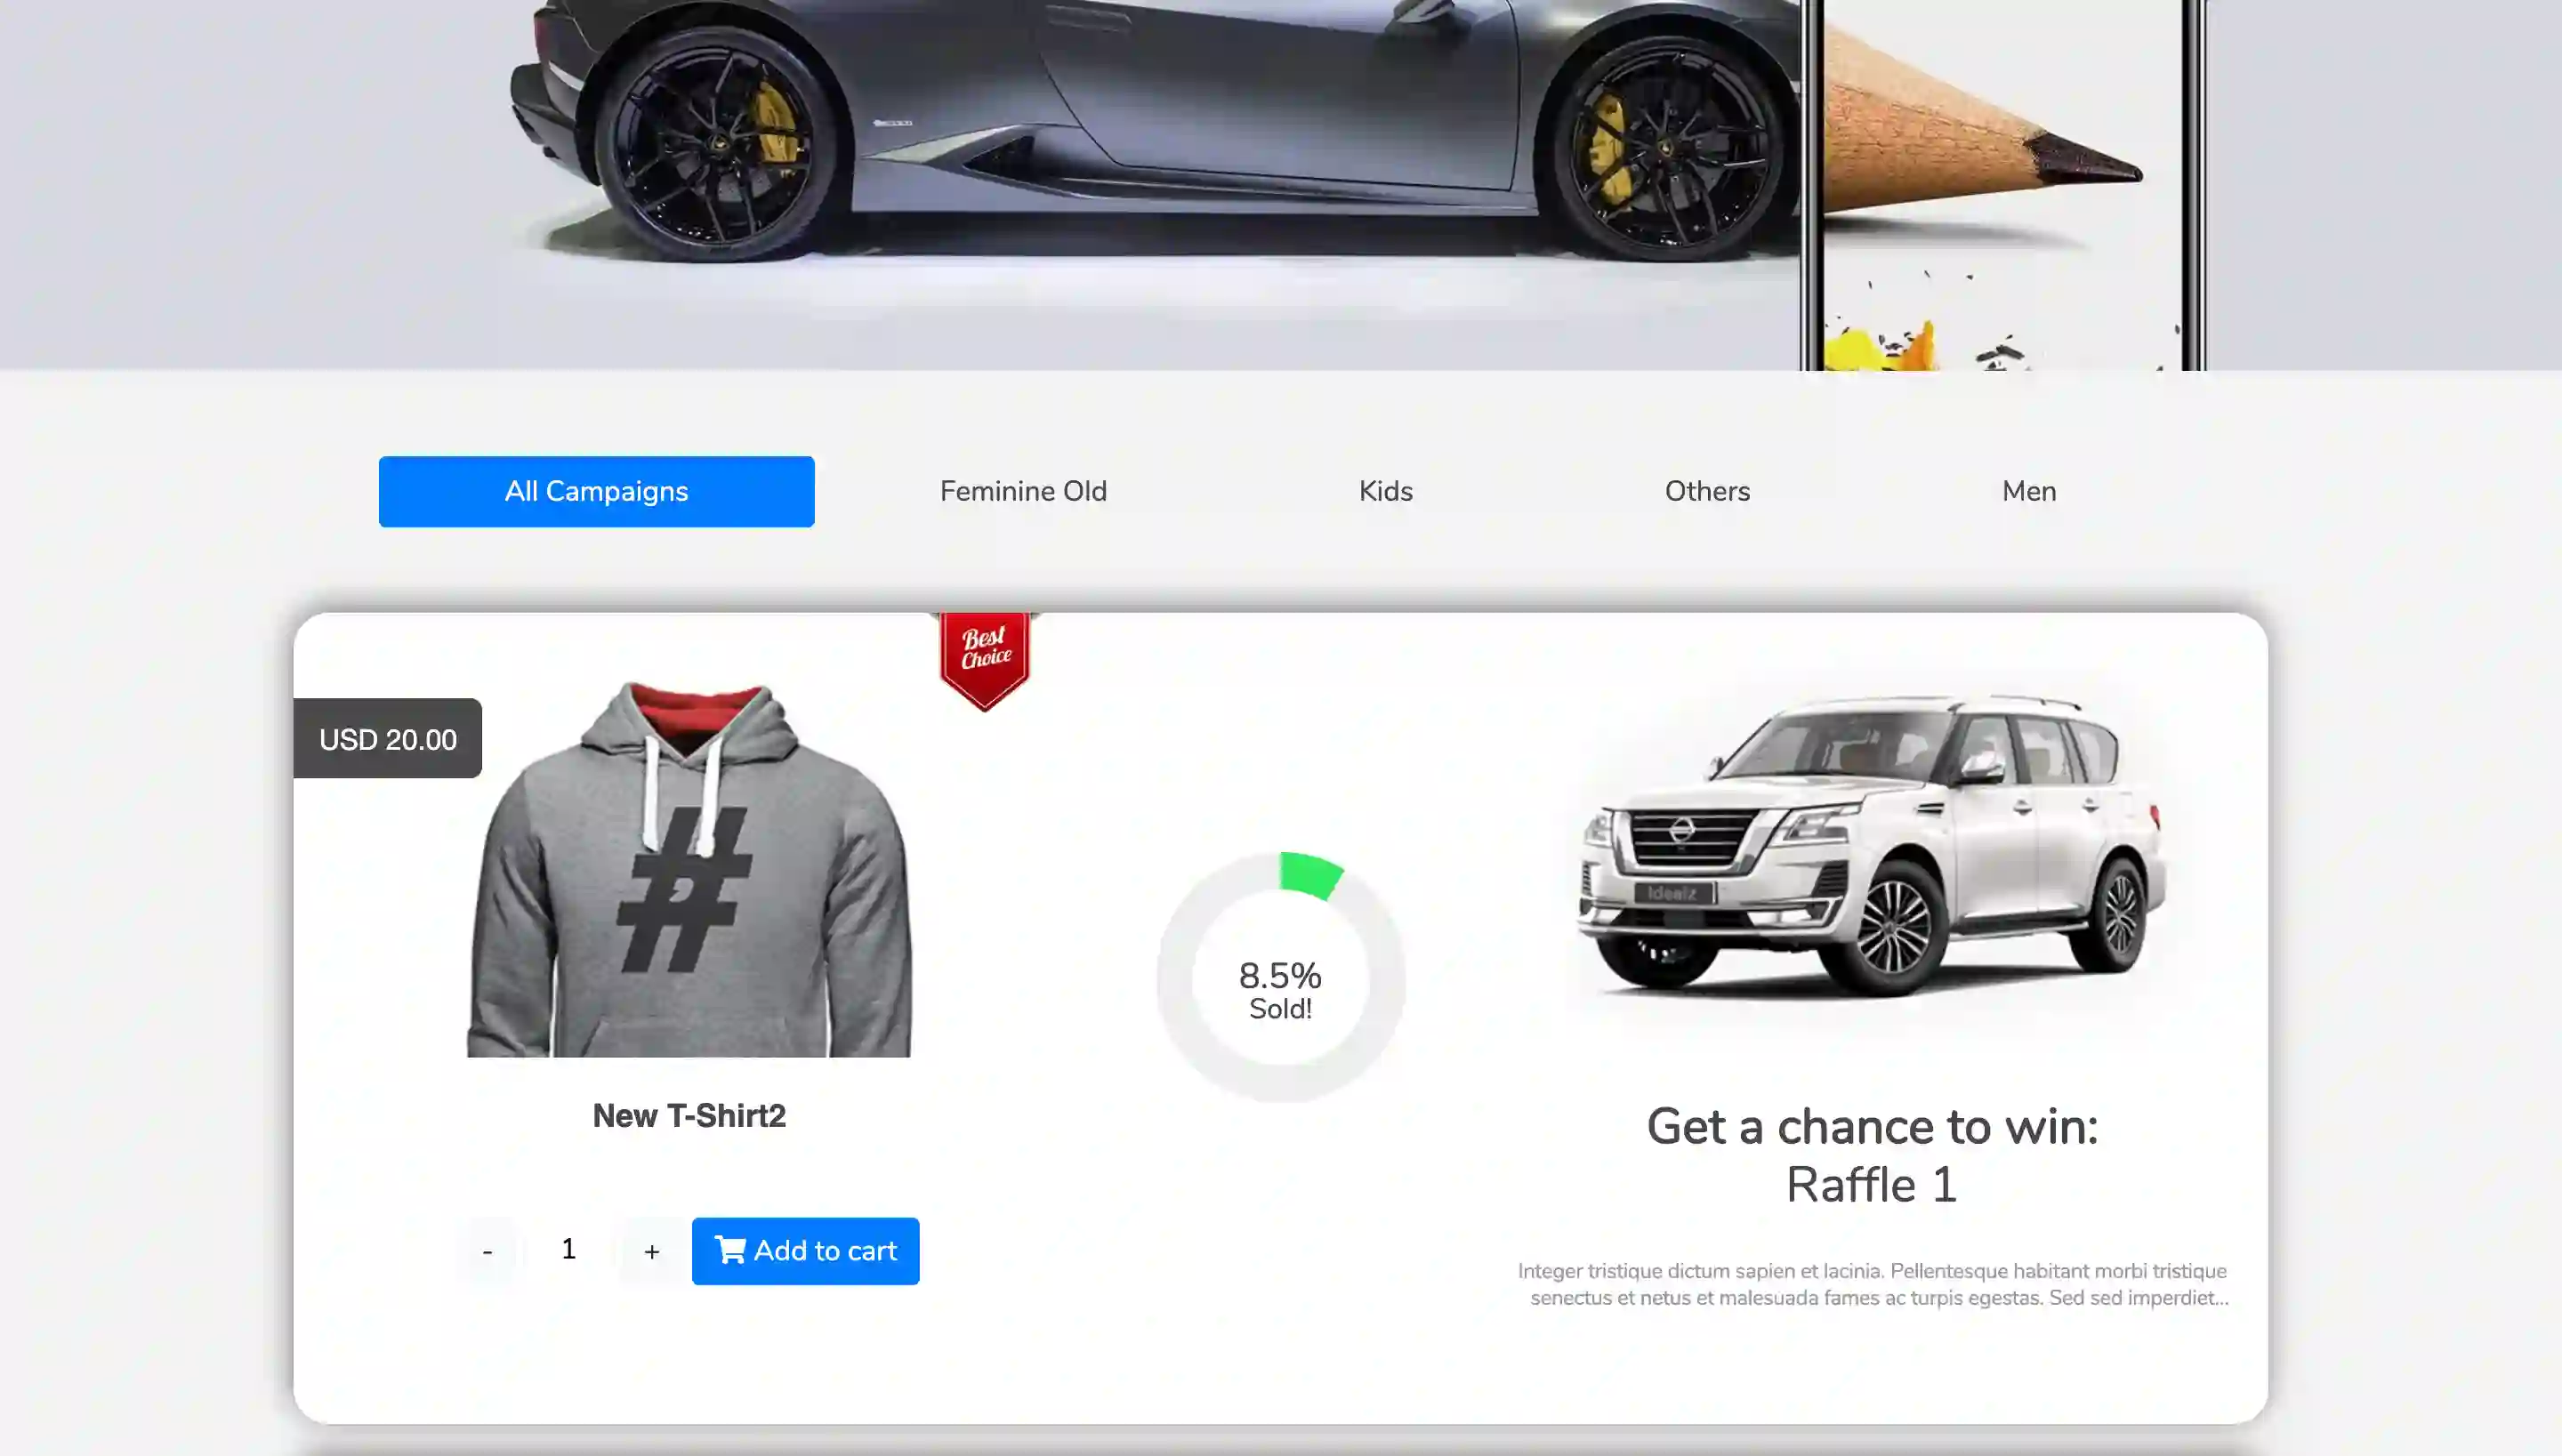 All Campaigns
Feminine Old
Kids
Others
Men
Best
Choice
USD 20.00
#
Idealz
8.5%
Sold!
New T-Shirt2
Get a chance to win:
Raffle 1
- 1 +
Add to cart
Integer tristique dictum sapien et lacinia. Pellentesque habitant morbi tristique
senectus et netus et malesuada fames ac turpis egestas. Sed sed imperdiet...